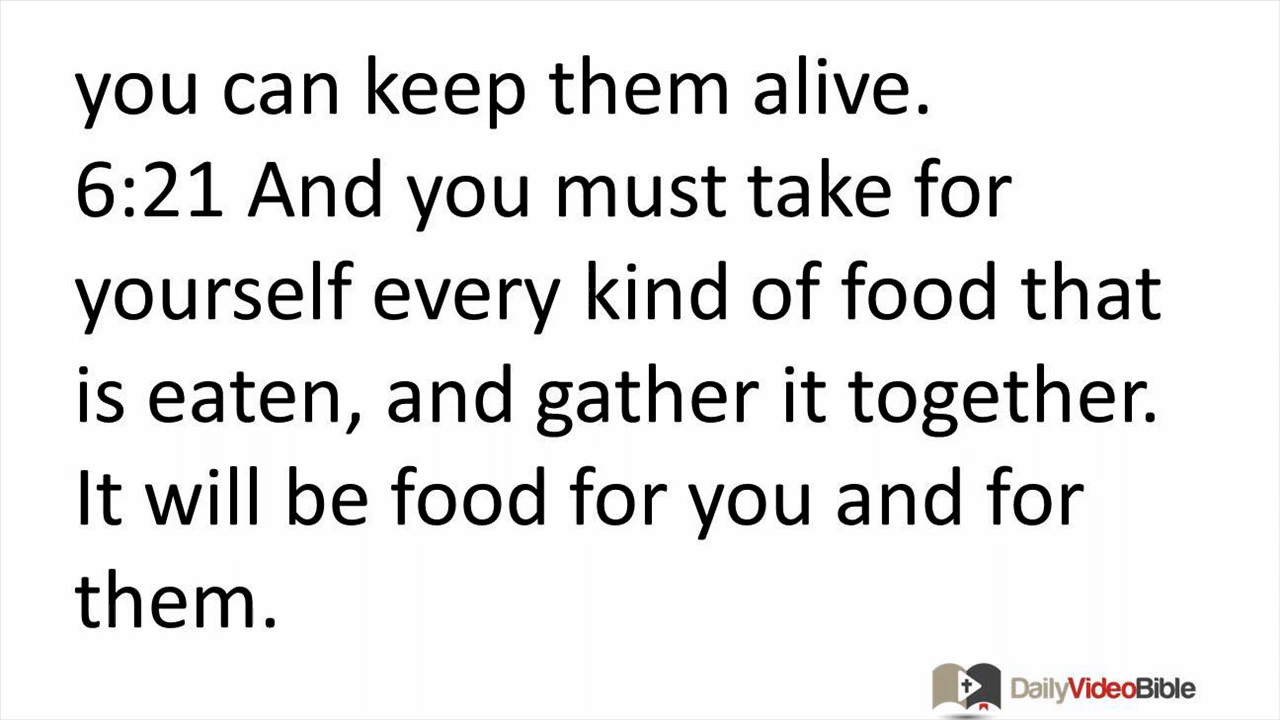 you can keep them alive.
6:21 And you must take for
yourself every kind of food that
is eaten, and gather it together.
It will be food for you and for
them.
DailyVideoBible